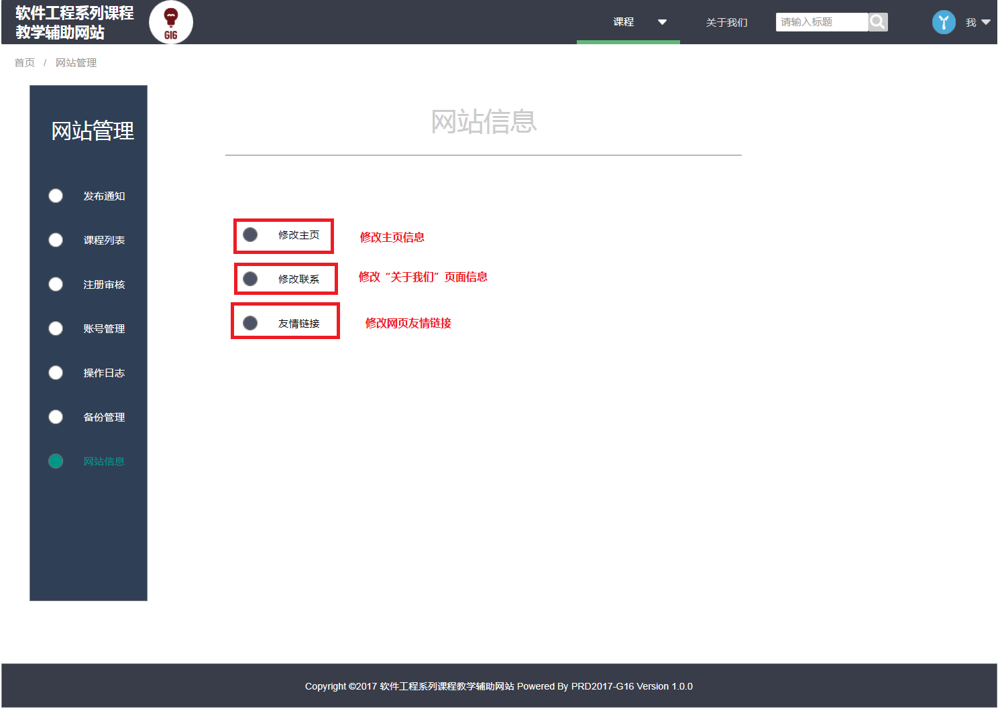 软件工程系列课程
教学辅助网站
G16
课程
关于我们
请输入标题
我
首页 / 网站管理
网站管理
发布通知
课程列表
注册审核
账号管理
操作日志
备份管理
网站信息
网站信息
修改主页 修改主页信息
修改联系 修改“关于我们”页面信息
友情链接 修改网页友情链接
Copyright ©2017 软件工程系列课程教学辅助网站 Powered By PRD2017-G16 Version 1.0.0